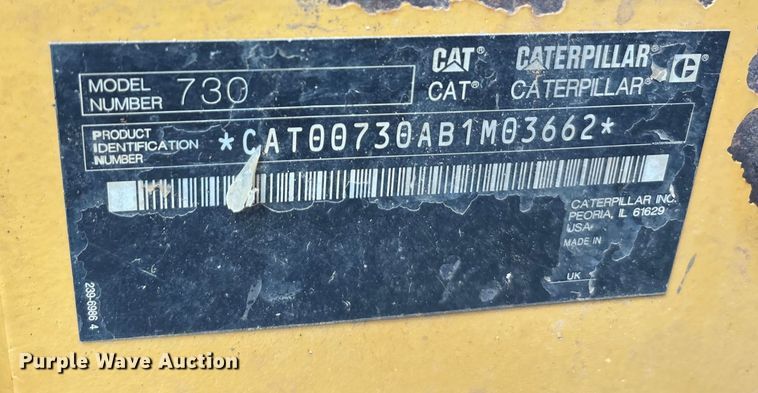 MODEL
NUMBER 730
CAT® CATERPILLAR®
CAT® CATERPILLAR® C
PRODUCT
IDENTIFICATION
NUMBER
*CAT00730AB1M03662*
CATERPILLAR INC.
PEORIA, IL 61629
USA
MADE IN
UK
239-6986 4
Purple Wave Auction